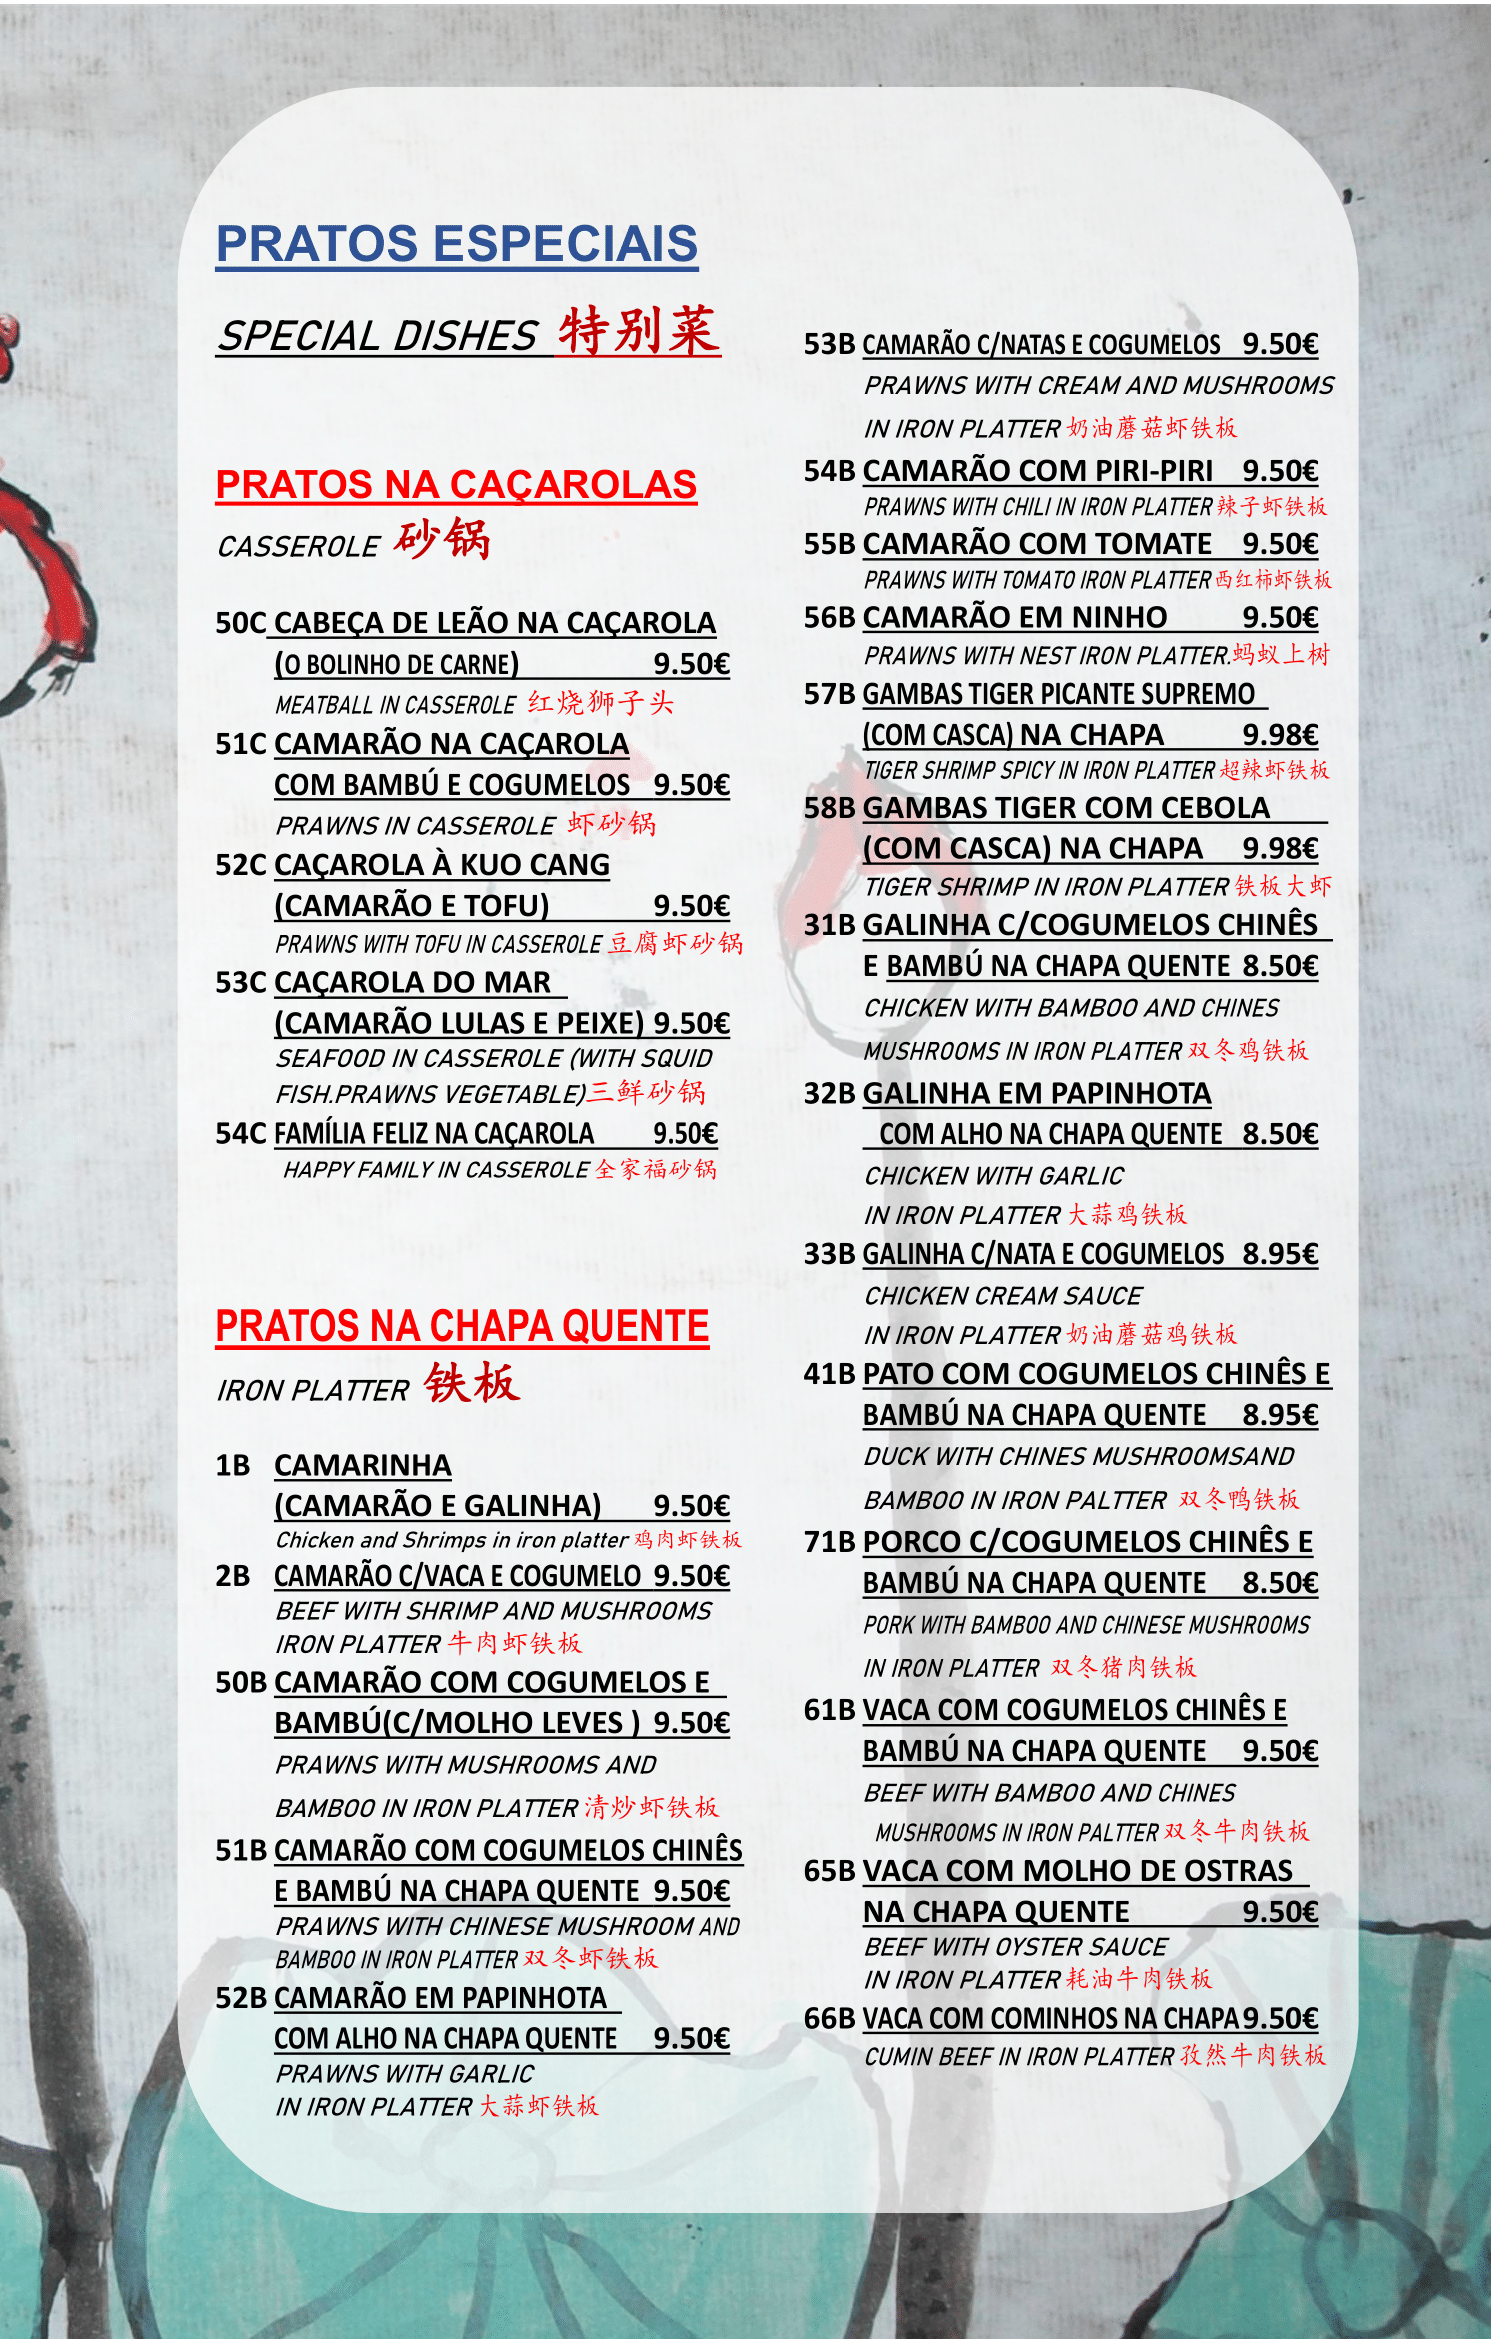 PRATOS ESPECIAIS
SPECIAL DISHES 特别菜
PRATOS NA CAÇAROLAS
CASSEROLE 砂锅
50C CABEÇA DE LEÃO NA CAÇAROLA
(O BOLINHO DE CARNE) 9.50€
MEATBALL IN CASSEROLE 红烧狮子头
51C CAMARÃO NA CAÇAROLA
COM BAMBÚ E COGUMELOS 9.50€
PRAWNS IN CASSEROLE 虾砂锅
52C CAÇAROLA À KUO CANG
(CAMARÃO E TOFU) 9.50€
PRAWNS WITH TOFU IN CASSEROLE 豆腐虾砂锅
53C CAÇAROLA DO MAR
(CAMARÃO LULAS E PEIXE) 9.50€
SEAFOOD IN CASSEROLE (WITH SQUID
FISH.PRAWNS VEGETABLE)三鲜砂锅
54C FAMÍLIA FELIZ NA CAÇAROLA 9.50€
HAPPY FAMILY IN CASSEROLE 全家福砂锅
PRATOS NA CHAPA QUENTE
IRON PLATTER 铁板
1B CAMARINHA
(CAMARÃO E GALINHA) 9.50€
Chicken and Shrimps in iron platter 鸡肉虾铁板
2B CAMARÃO C/VACA E COGUMELO 9.50€
BEEF WITH SHRIMP AND MUSHROOMS
IRON PLATTER 牛肉虾铁板
50B CAMARÃO COM COGUMELOS E
BAMBÚ(C/MOLHO LEVES ) 9.50€
PRAWNS WITH MUSHROOMS AND
BAMBOO IN IRON PLATTER 清炒虾铁板
51B CAMARÃO COM COGUMELOS CHINÊS
E BAMBÚ NA CHAPA QUENTE 9.50€
PRAWNS WITH CHINESE MUSHROOM AND
BAMBOO IN IRON PLATTER 双冬虾铁板
52B CAMARÃO EM PAPINHOTA
COM ALHO NA CHAPA QUENTE 9.50€
PRAWNS WITH GARLIC
IN IRON PLATTER 大蒜虾铁板
53B CAMARÃO C/NATAS E COGUMELOS 9.50€
PRAWNS WITH CREAM AND MUSHROOMS
IN IRON PLATTER 奶油蘑菇虾铁板
54B CAMARÃO COM PIRI-PIRI 9.50€
PRAWNS WITH CHILI IN IRON PLATTER 辣子虾铁板
55B CAMARÃO COM TOMATE 9.50€
PRAWNS WITH TOMATO IRON PLATTER 西红柿虾铁板
56B CAMARÃO EM NINHO 9.50€
PRAWNS WITH NEST IRON PLATTER.蚂蚁上树
57B GAMBAS TIGER PICANTE SUPREMO
(COM CASCA) NA CHAPA 9.98€
TIGER SHRIMP SPICY IN IRON PLATTER 超辣虾铁板
58B GAMBAS TIGER COM CEBOLA
(COM CASCA) NA CHAPA 9.98€
TIGER SHRIMP IN IRON PLATTER 铁板大虾
31B GALINHA C/COGUMELOS CHINÊS
E BAMBÚ NA CHAPA QUENTE 8.50€
CHICKEN WITH BAMBOO AND CHINES
MUSHROOMS IN IRON PLATTER 双冬鸡铁板
32B GALINHA EM PAPINHOTA
COM ALHO NA CHAPA QUENTE 8.50€
CHICKEN WITH GARLIC
IN IRON PLATTER 大蒜鸡铁板
33B GALINHA C/NATA E COGUMELOS 8.95€
CHICKEN CREAM SAUCE
IN IRON PLATTER 奶油蘑菇鸡铁板
41B PATO COM COGUMELOS CHINÊS E
BAMBÚ NA CHAPA QUENTE 8.95€
DUCK WITH CHINES MUSHROOMSAND
BAMBOO IN IRON PALTTER 双冬鸭铁板
71B PORCO C/COGUMELOS CHINÊS E
BAMBÚ NA CHAPA QUENTE 8.50€
PORK WITH BAMBOO AND CHINESE MUSHROOMS
IN IRON PLATTER 双冬猪肉铁板
61B VACA COM COGUMELOS CHINÊS E
BAMBÚ NA CHAPA QUENTE 9.50€
BEEF WITH BAMBOO AND CHINES
MUSHROOMS IN IRON PALTTER 双冬牛肉铁板
65B VACA COM MOLHO DE OSTRAS
NA CHAPA QUENTE 9.50€
BEEF WITH OYSTER SAUCE
IN IRON PLATTER 耗油牛肉铁板
66B VACA COM COMINHOS NA CHAPA 9.50€
CUMIN BEEF IN IRON PLATTER 孜然牛肉铁板